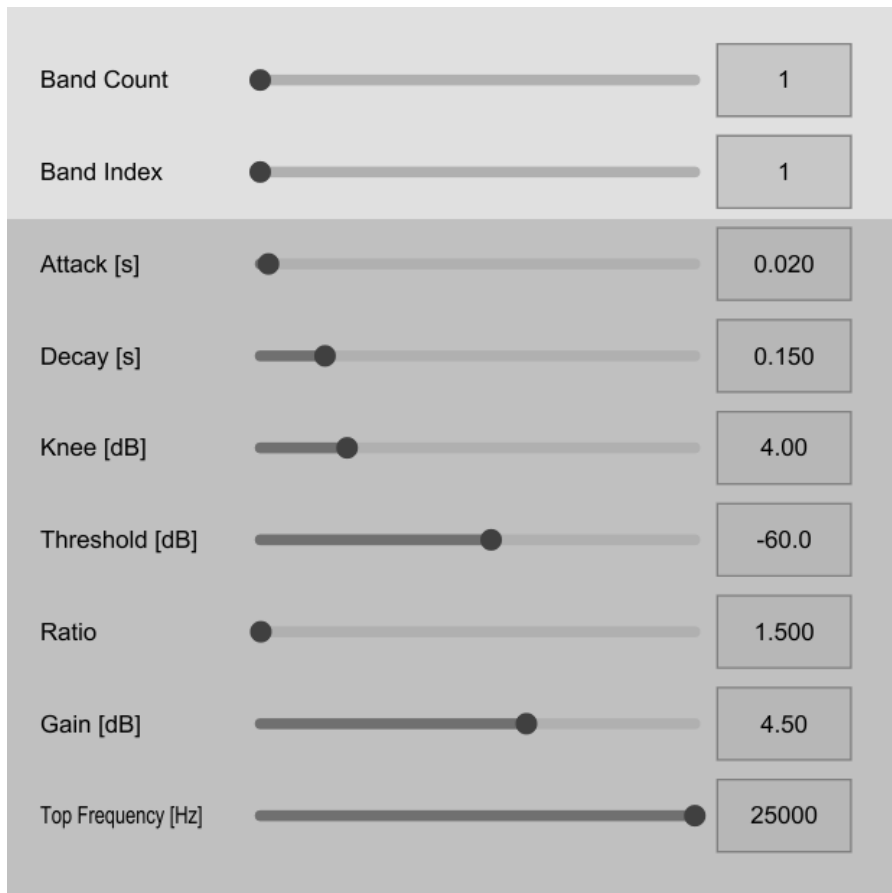 Band Count 1
Band Index 1
Attack [s] 0.020
Decay [s] 0.150
Knee [dB] 4.00
Threshold [dB] -60.0
Ratio 1.500
Gain [dB] 4.50
Top Frequency [Hz] 25000